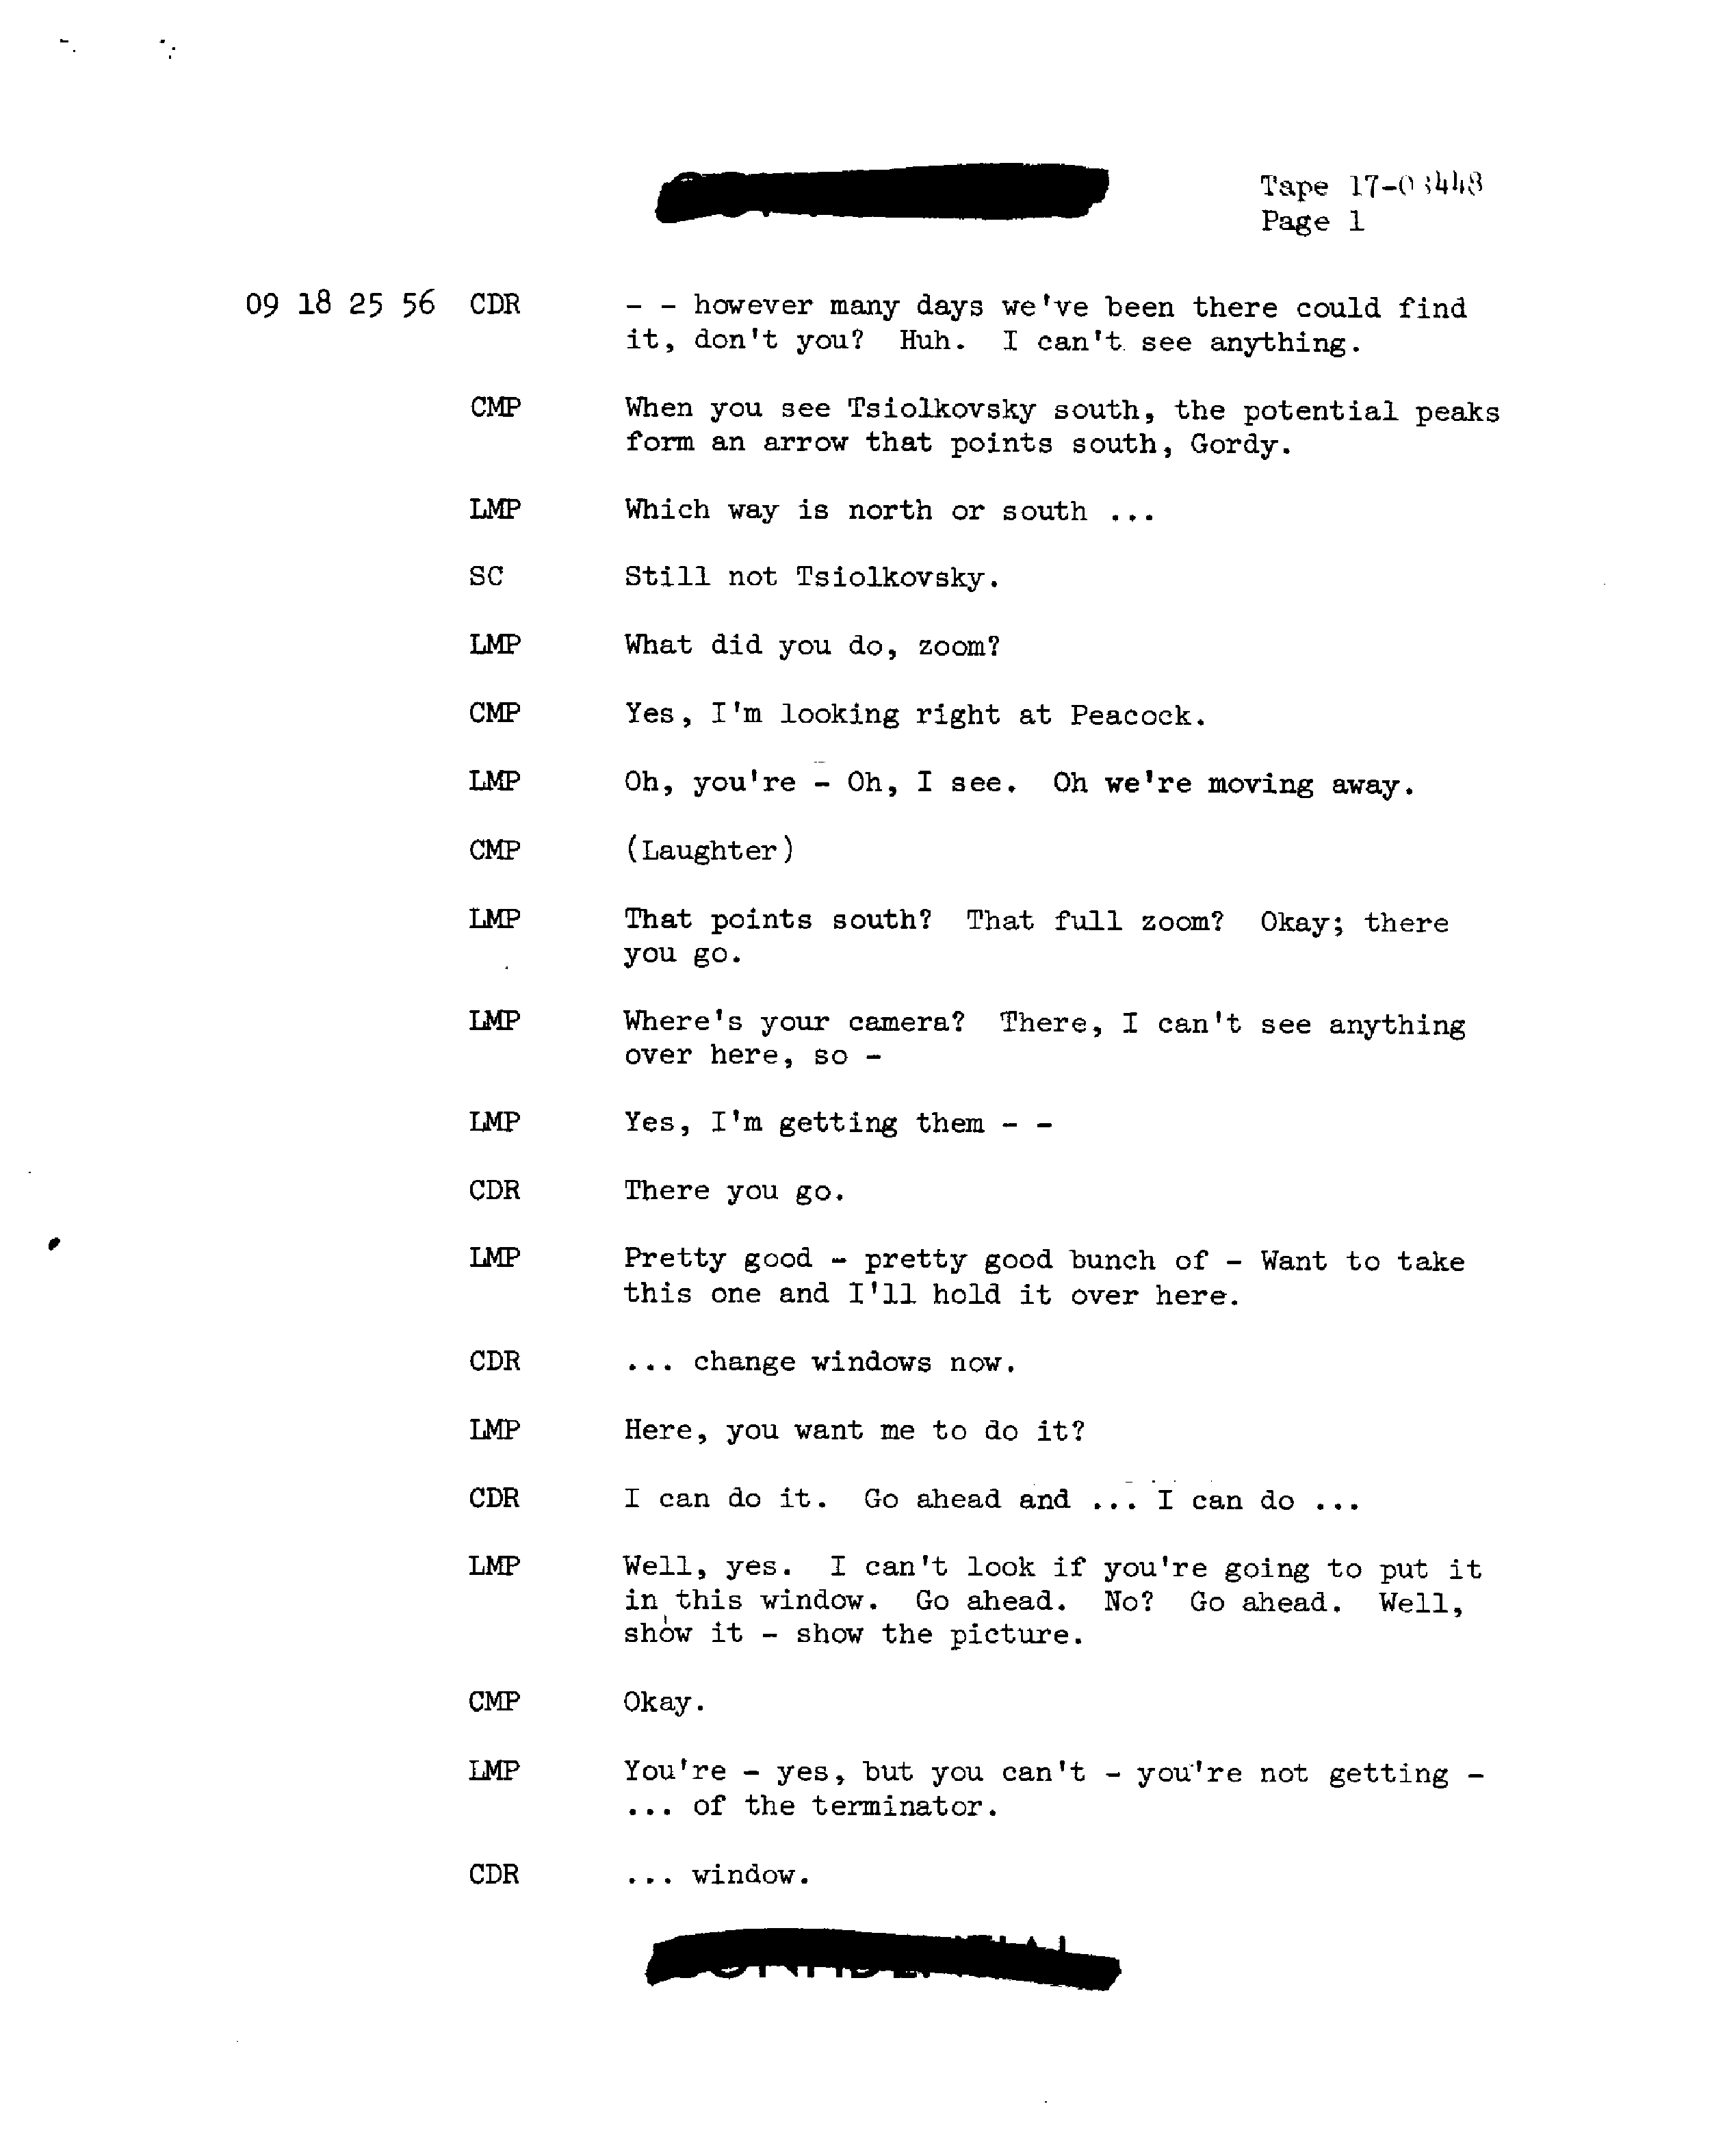 Tape 17-03448
Page 1
09 18 25 56 CDR - - however many days we've been there could find
it, don't you? Huh. I can't see anything.
CMP When you see Tsiolkovsky south, the potential peaks
form an arrow that points south, Gordy.
LMP Which way is north or south ...
SC Still not Tsiolkovsky.
LMP What did you do, zoom?
CMP Yes, I'm looking right at Peacock.
LMP Oh, you're - Oh, I see. Oh we're moving away.
CMP (Laughter)
LMP That points south? That full zoom? Okay; there
you go.
LMP Where's your camera? There, I can't see anything
over here, so -
LMP Yes, I'm getting them - -
CDR There you go.
LMP Pretty good - pretty good bunch of - Want to take
this one and I'll hold it over here.
CDR ... change windows now.
LMP Here, you want me to do it?
CDR I can do it. Go ahead and ... I can do ...
LMP Well, yes. I can't look if you're going to put it
in this window. Go ahead. No? Go ahead. Well,
show it - show the picture.
CMP Okay.
LMP You're - yes, but you can't - you're not getting -
... of the terminator.
CDR ... window.